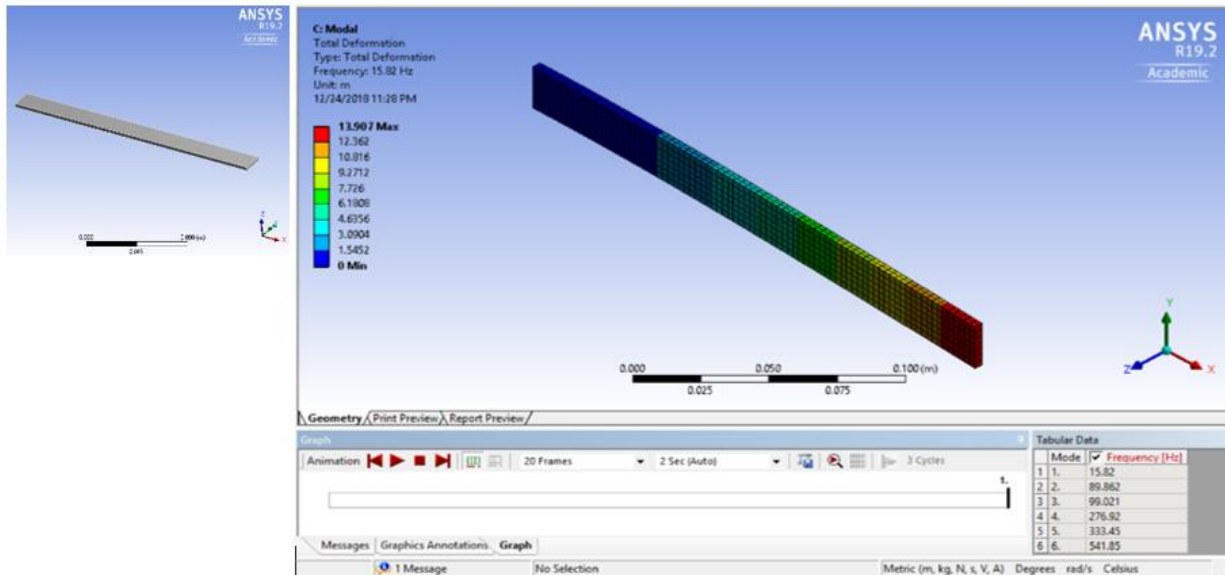 ANSYS
R19.2
Academic
Z
X
0.000
0.045
0.090 (m)
C: Modal
Total Deformation
Type: Total Deformation
Frequency: 15.82 Hz
Unit: m
12/24/2018 11:28 PM
13.907 Max
12.362
10.816
9.2712
7.726
6.1808
4.6356
3.0904
1.5452
0 Min
ANSYS
R19.2
Academic
Y
Z
X
0.000 0.050 0.100 (m)
0.025 0.075
Geometry Print Preview Report Preview
Graph
Animation 20 Frames 2 Sec (Auto) 3 Cycles
1.
Messages Graphics Annotations Graph
Tabular Data
Mode Frequency [Hz]
1 1. 15.82
2 2. 89.862
3 3. 99.021
4 4. 276.92
5 5. 333.45
6 6. 541.85
1 Message No Selection Metric (m, kg, N, s, V, A) Degrees rad/s Celsius